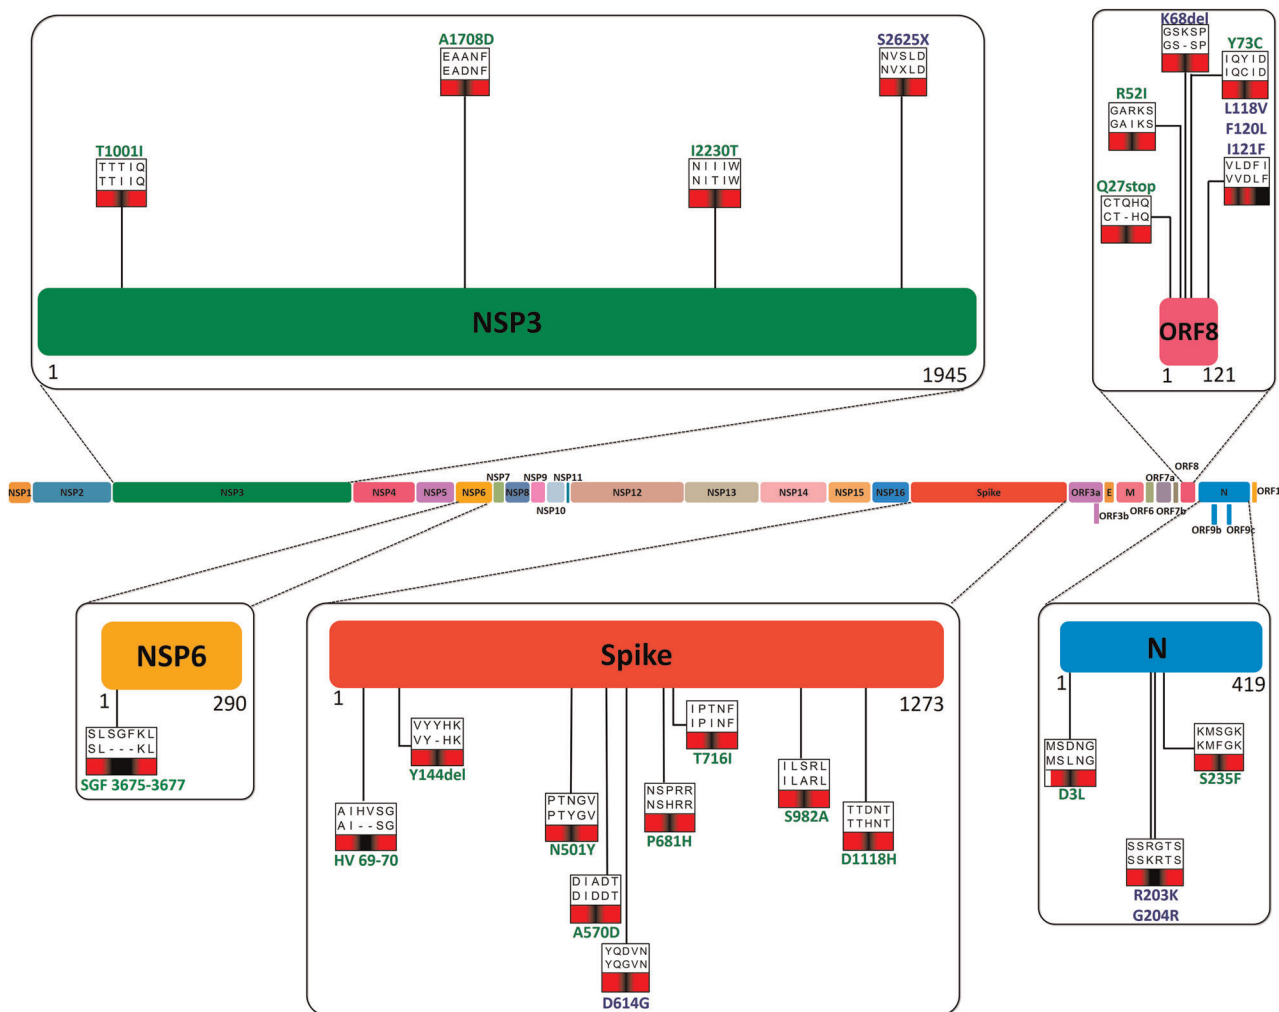 A1708D
EAANF
EADNF
S2625X
NVSLD
NVXLD
T1001I
TTTIQ
TTIIQ
I2230T
NIIIW
NITIW
NSP3
1
1945
K68del
GSKSP
GS-SP
Y73C
IQYID
IQCID
R52I
GARKS
GAIKS
L118V
F120L
I121F
VLDFI
VVDLF
Q27stop
CTQHQ
CT-HQ
ORF8
1
121
NSP1
NSP2
NSP3
NSP4
NSP5
NSP6
NSP7
NSP8
NSP9
NSP10
NSP11
NSP12
NSP13
NSP14
NSP15
NSP16
Spike
ORF3a
ORF3b
E
M
ORF6
ORF7a
ORF7b
ORF8
N
ORF9b
ORF9c
ORF1
NSP6
1
290
SLSGFKL
SL---KL
SGF 3675-3677
Spike
1
1273
VYYHK
VY-HK
Y144del
AIHVSG
AI--SG
HV 69-70
PTNGV
PTYGV
N501Y
DIADT
DIDDT
A570D
YQDVN
YQGVN
D614G
NSPRR
NSHRR
P681H
IPTNF
IPINF
T716I
ILSRL
ILARL
S982A
TTDNT
TTHNT
D1118H
N
1
419
MSDNG
MSLNG
D3L
SSRGTS
SSKRTS
R203K
G204R
KMSGK
KMFGK
S235F